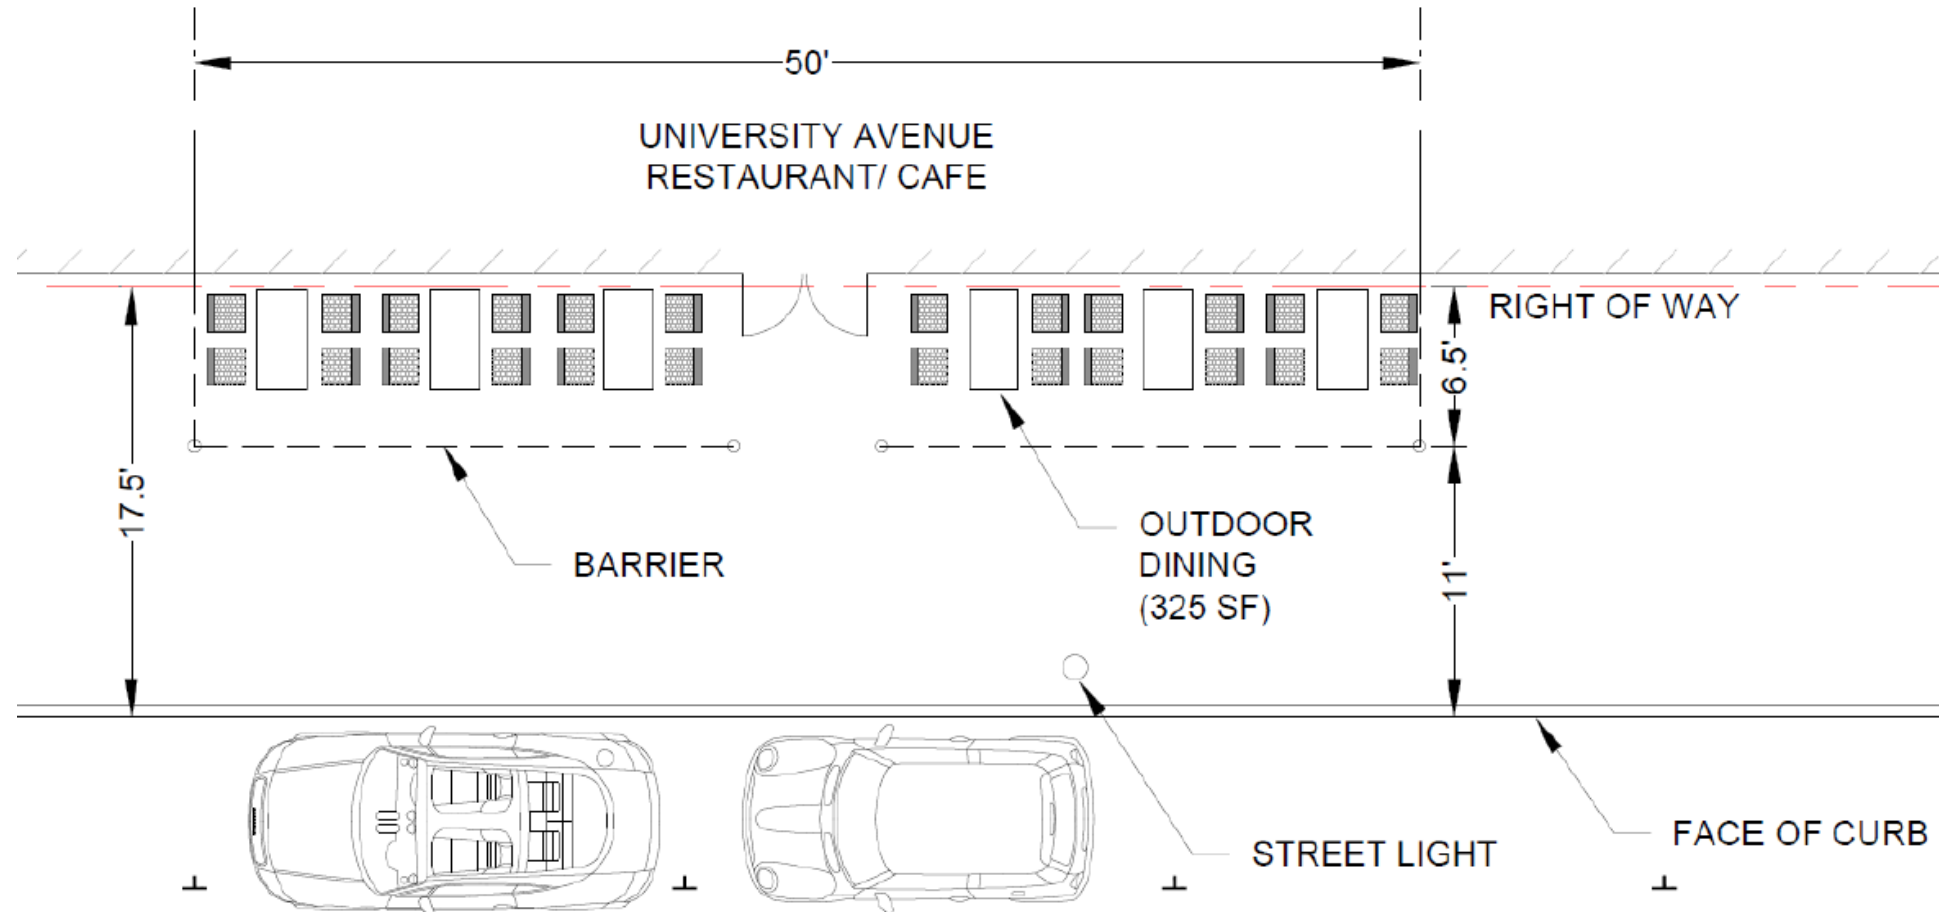 50'
UNIVERSITY AVENUE
RESTAURANT/ CAFE
RIGHT OF WAY
6.5'
17.5'
OUTDOOR
DINING
(325 SF)
BARRIER
11'
STREET LIGHT
FACE OF CURB